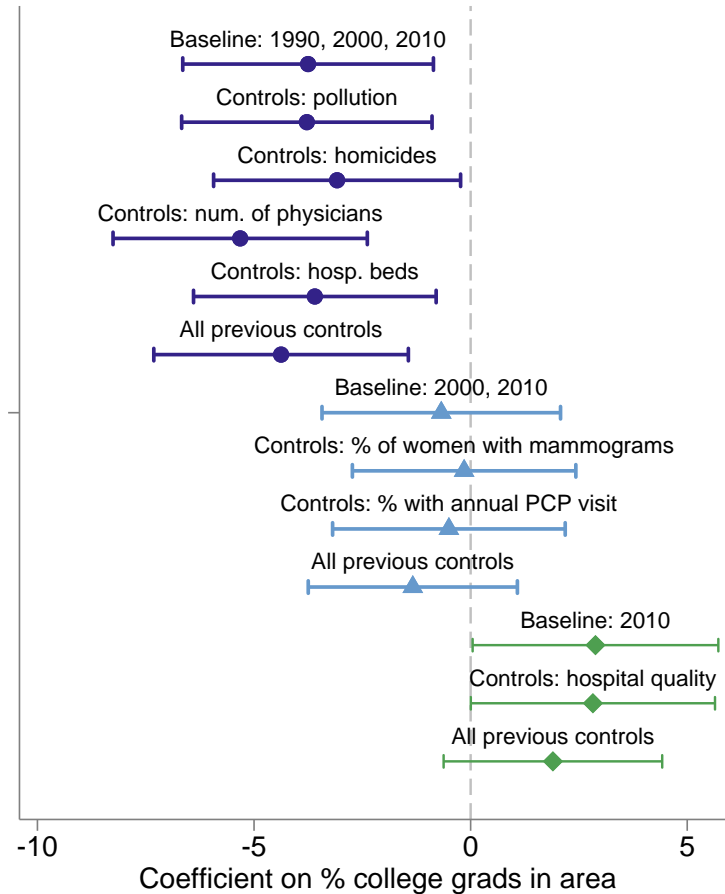 Baseline: 1990, 2000, 2010
Controls: pollution
Controls: homicides
Controls: num. of physicians
Controls: hosp. beds
All previous controls
Baseline: 2000, 2010
Controls: % of women with mammograms
Controls: % with annual PCP visit
All previous controls
Baseline: 2010
Controls: hospital quality
All previous controls
-10 -5 0 5
Coefficient on % college grads in area